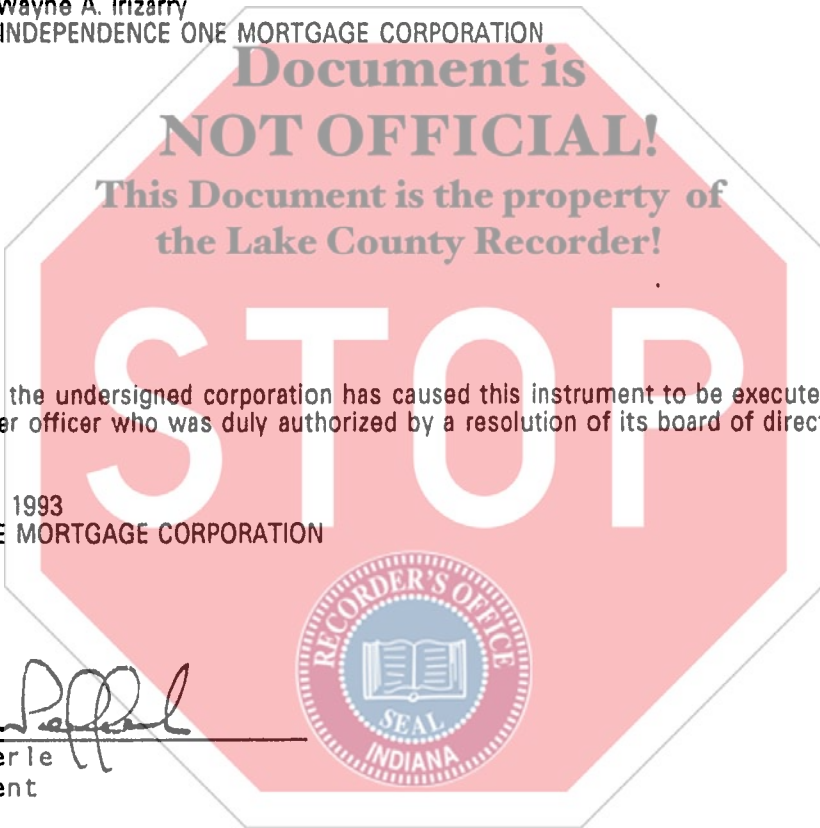 Wayne A. Irizarry
INDEPENDENCE ONE MORTGAGE CORPORATION
Document is
NOT OFFICIAL!
This Document is the property of
the Lake County Recorder!
the undersigned corporation has caused this instrument to be execute
er officer who was duly authorized by a resolution of its board of direct
STOP
1993
E MORTGAGE CORPORATION
RECORDER'S OFFICE
SEAL
INDIANA
erle
ent